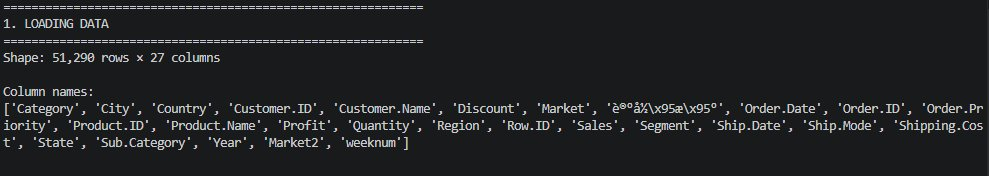 ============================================================
1. LOADING DATA
============================================================
Shape: 51,290 rows × 27 columns

Column names:
['Category', 'City', 'Country', 'Customer.ID', 'Customer.Name', 'Discount', 'Market', 'è®°å½\x95æ\x95°', 'Order.Date', 'Order.ID', 'Order.Pr
iority', 'Product.ID', 'Product.Name', 'Profit', 'Quantity', 'Region', 'Row.ID', 'Sales', 'Segment', 'Ship.Date', 'Ship.Mode', 'Shipping.Cos
t', 'State', 'Sub.Category', 'Year', 'Market2', 'weeknum']